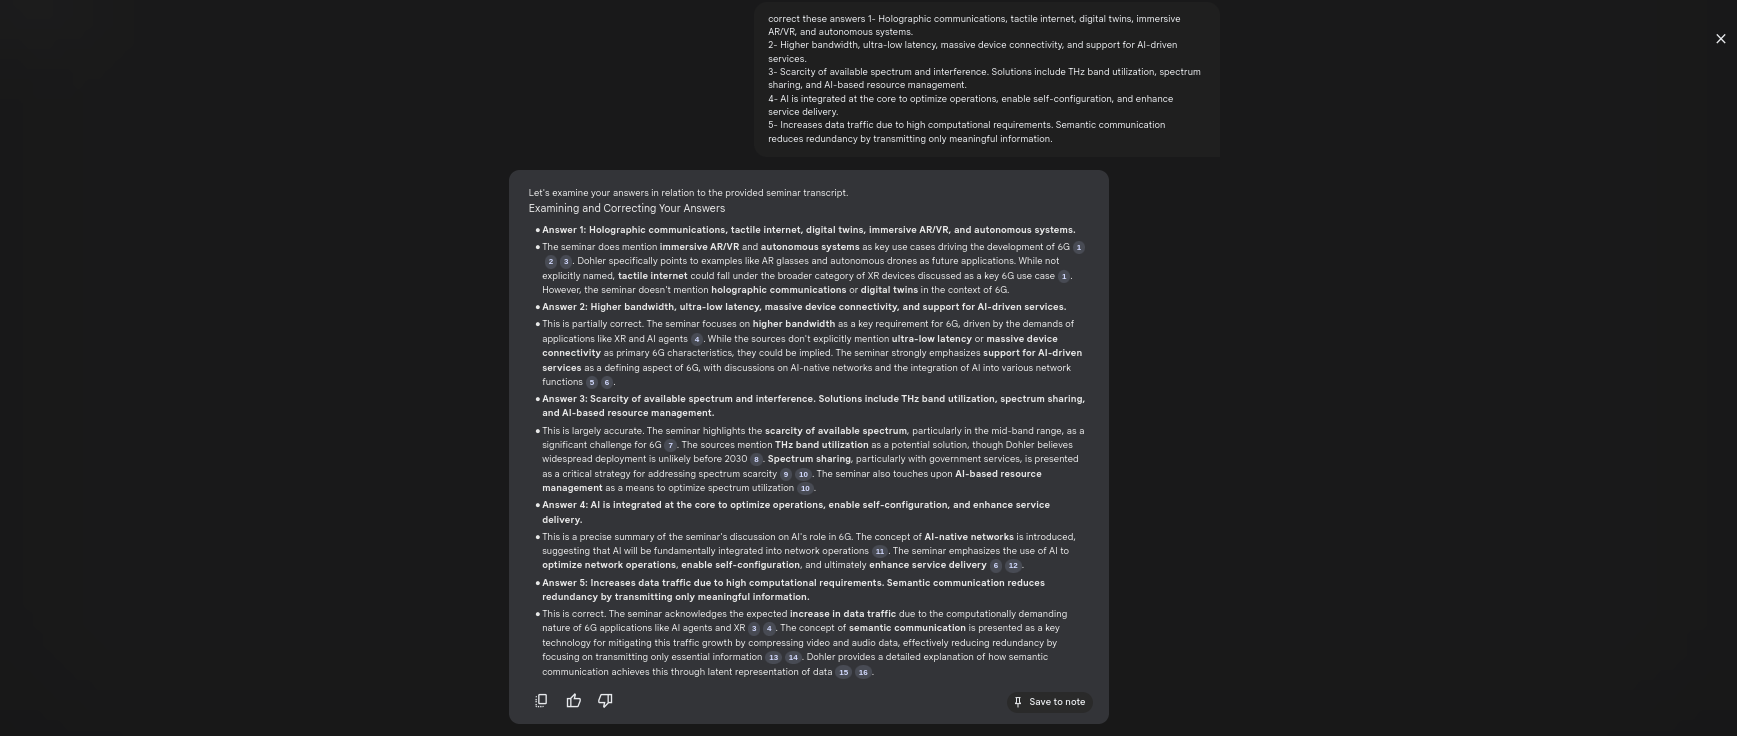 correct these answers 1- Holographic communications, tactile internet, digital twins, immersive
AR/VR, and autonomous systems.
2- Higher bandwidth, ultra-low latency, massive device connectivity, and support for AI-driven
services.
3- Scarcity of available spectrum and interference. Solutions include THz band utilization, spectrum
sharing, and AI-based resource management.
4- AI is integrated at the core to optimize operations, enable self-configuration, and enhance
service delivery.
5- Increases data traffic due to high computational requirements. Semantic communication
reduces redundancy by transmitting only meaningful information.
Let's examine your answers in relation to the provided seminar transcript.
Examining and Correcting Your Answers
• Answer 1: Holographic communications, tactile internet, digital twins, immersive AR/VR, and autonomous systems.
• The seminar does mention immersive AR/VR and autonomous systems as key use cases driving the development of 6G 1
2 3 . Dohler specifically points to examples like AR glasses and autonomous drones as future applications. While not
explicitly named, tactile internet could fall under the broader category of XR devices discussed as a key 6G use case 1 .
However, the seminar doesn't mention holographic communications or digital twins in the context of 6G.
• Answer 2: Higher bandwidth, ultra-low latency, massive device connectivity, and support for AI-driven services.
• This is partially correct. The seminar focuses on higher bandwidth as a key requirement for 6G, driven by the demands of
applications like XR and AI agents 4 . While the sources don't explicitly mention ultra-low latency or massive device
connectivity as primary 6G characteristics, they could be implied. The seminar strongly emphasizes support for AI-driven
services as a defining aspect of 6G, with discussions on AI-native networks and the integration of AI into various network
functions 5 6 .
• Answer 3: Scarcity of available spectrum and interference. Solutions include THz band utilization, spectrum sharing,
and AI-based resource management.
• This is largely accurate. The seminar highlights the scarcity of available spectrum, particularly in the mid-band range, as a
significant challenge for 6G 7 . The sources mention THz band utilization as a potential solution, though Dohler believes
widespread deployment is unlikely before 2030 8 . Spectrum sharing, particularly with government services, is presented
as a critical strategy for addressing spectrum scarcity 9 10 . The seminar also touches upon AI-based resource
management as a means to optimize spectrum utilization 10 .
• Answer 4: AI is integrated at the core to optimize operations, enable self-configuration, and enhance service
delivery.
• This is a precise summary of the seminar's discussion on AI's role in 6G. The concept of AI-native networks is introduced,
suggesting that AI will be fundamentally integrated into network operations 11 . The seminar emphasizes the use of AI to
optimize network operations, enable self-configuration, and ultimately enhance service delivery 6 12 .
• Answer 5: Increases data traffic due to high computational requirements. Semantic communication reduces
redundancy by transmitting only meaningful information.
• This is correct. The seminar acknowledges the expected increase in data traffic due to the computationally demanding
nature of 6G applications like AI agents and XR 3 4 . The concept of semantic communication is presented as a key
technology for mitigating this traffic growth by compressing video and audio data, effectively reducing redundancy by
focusing on transmitting only essential information 13 14 . Dohler provides a detailed explanation of how semantic
communication achieves this through latent representation of data 15 16 .
Save to note